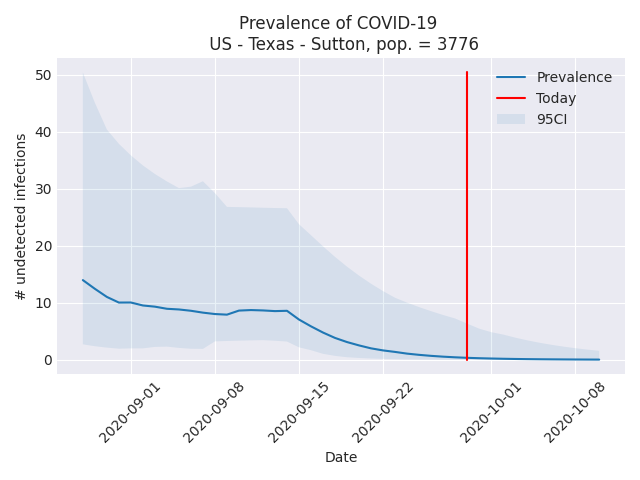 Prevalence of COVID-19
US - Texas - Sutton, pop. = 3776
50
40
30
20
10
0
# undetected infections
Prevalence
Today
95CI
2020-09-01
2020-09-08
2020-09-15
2020-09-22
2020-10-01
2020-10-08
Date